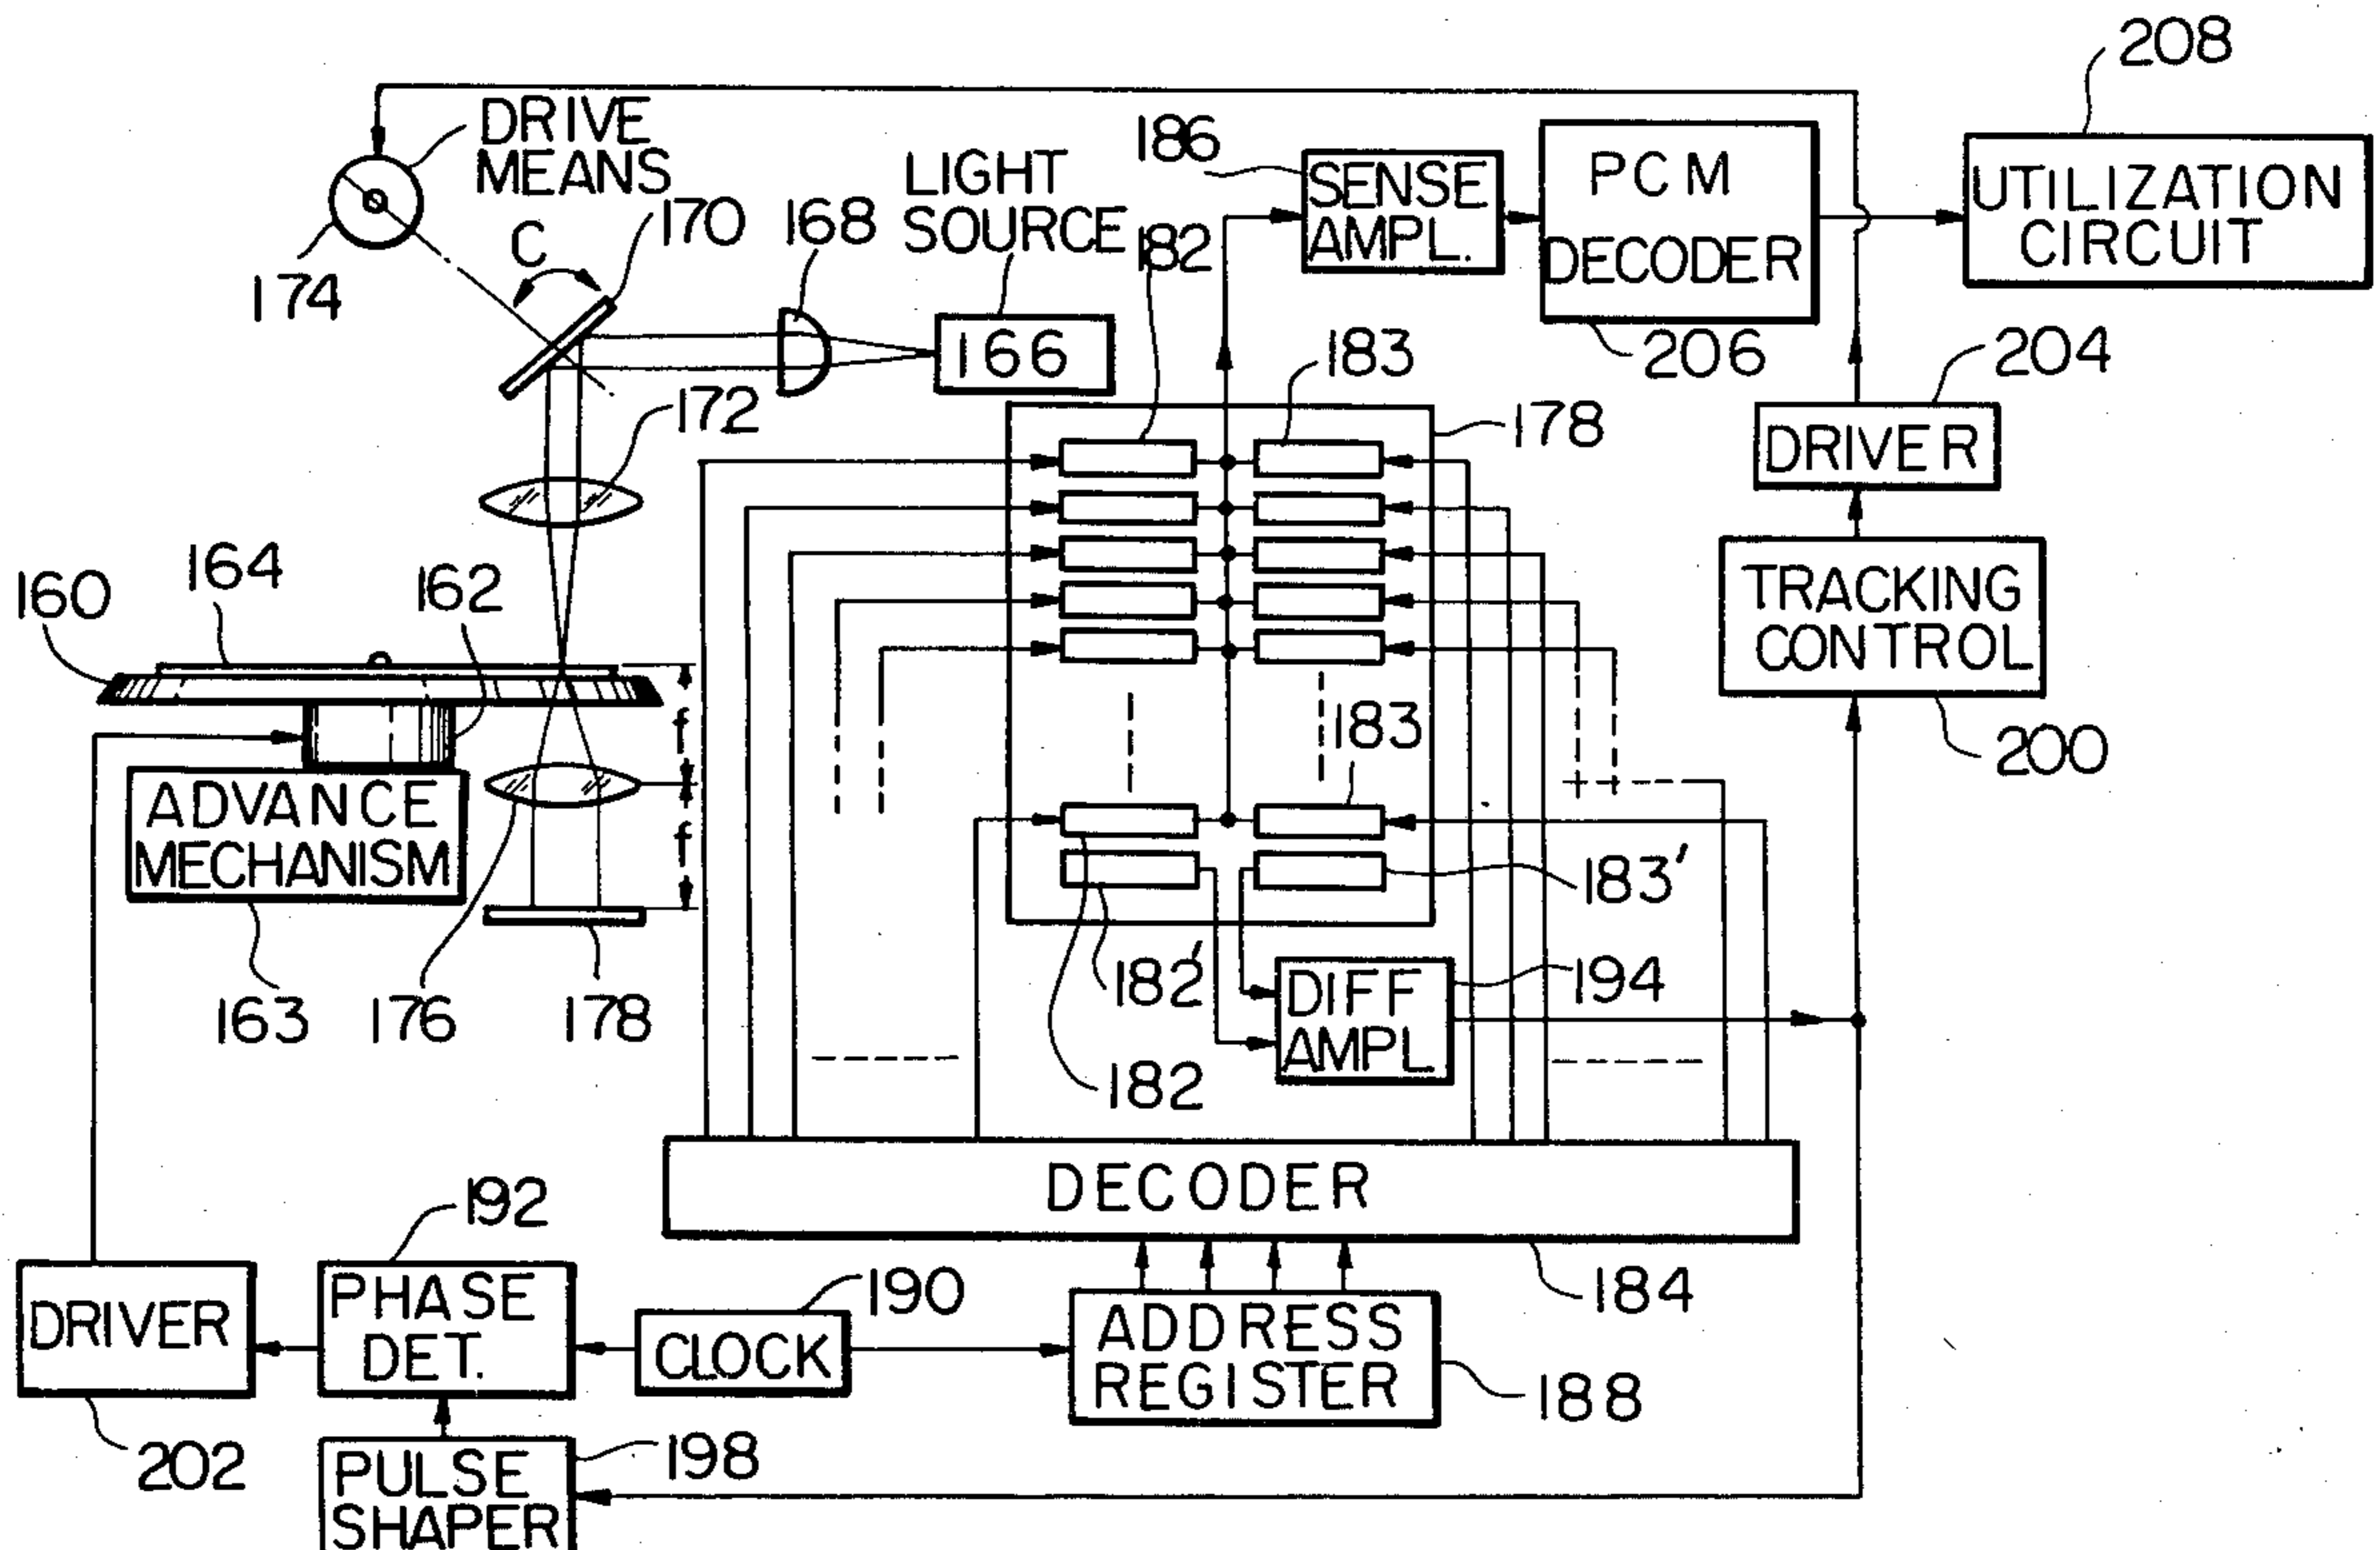 208
DRIVE
MEANS
186
LIGHT
SOURCE
SENSE
AMPL.
PCM
DECODER
UTILIZATION
CIRCUIT
170
168
182
C
174
166
183
206
204
172
178
DRIVER
164
162
160
TRACKING
CONTROL
f
183
200
ADVANCE
MECHANISM
f
183'
182'
DIFF
AMPL
194
163
176
178
182
DECODER
192
184
190
DRIVER
PHASE
DET.
CLOCK
ADDRESS
REGISTER
188
202
198
PULSE
SHAPER